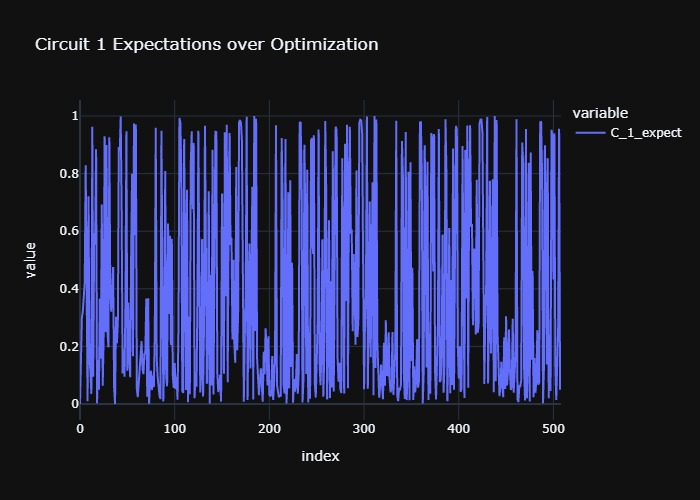 Circuit 1 Expectations over Optimization
variable
C_1_expect
value
1
0.8
0.6
0.4
0.2
0
0 100 200 300 400 500
index